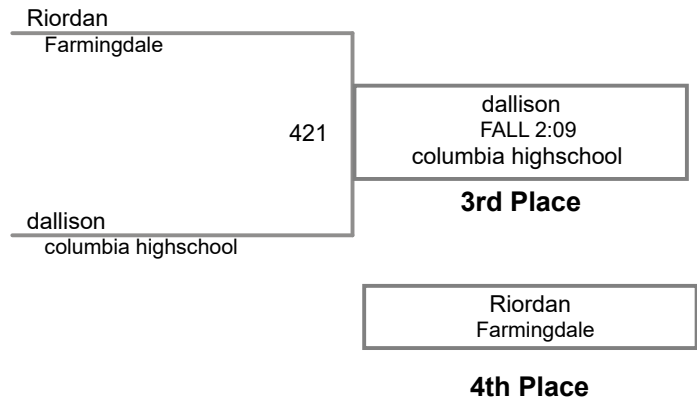 Riordan
Farmingdale
421
dallison
FALL 2:09
columbia highschool
3rd Place
dallison
columbia highschool
Riordan
Farmingdale
4th Place